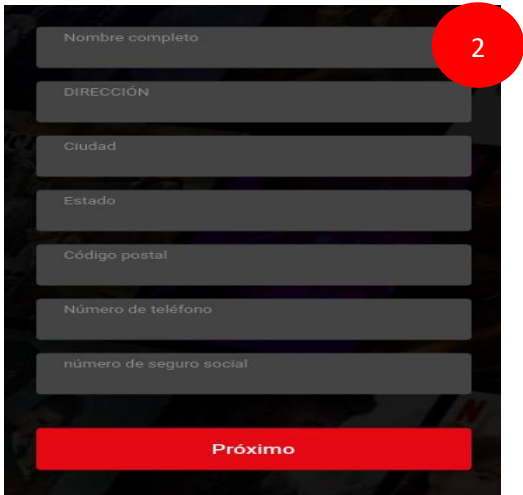 Nombre completo
2
DIRECCIÓN
Ciudad
Estado
Código postal
Número de teléfono
número de seguro social
N
Próximo